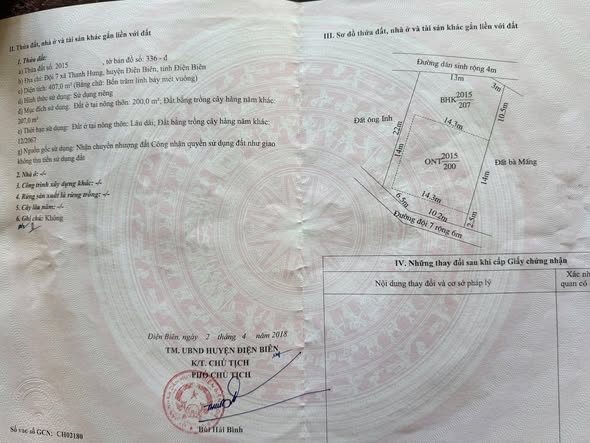 II. Thửa đất, nhà ở và tài sản khác gắn liền với đất
1. Thửa đất:
a) Thửa đất số: 2015 , tờ bản đồ số: 336 - d
b) Địa chỉ: Đội 7 xã Thanh Hưng, huyện Điện Biên, tỉnh Điện Biên
c) Diện tích: 407,0 m² (Bằng chữ: Bốn trăm linh bảy mét vuông)
d) Hình thức sử dụng: Sử dụng riêng
đ) Mục đích sử dụng: Đất ở tại nông thôn: 200,0 m², Đất bằng trồng cây hàng năm khác:
207,0 m²
e) Thời hạn sử dụng: Đất ở tại nông thôn: Lâu dài; Đất bằng trồng cây hàng năm khác:
12/2067
g) Nguồn gốc sử dụng: Nhận chuyển nhượng đất Công nhận quyền sử dụng đất như giao
không thu tiền sử dụng đất
2. Nhà ở: -/-
3. Công trình xây dựng khác: -/-
4. Rừng sản xuất là rừng trồng: -/-
5. Cây lâu năm: -/-
6. Ghi chú: Không
Điện Biên, ngày 2 tháng 4 năm 2018
TM. UBND HUYỆN ĐIỆN BIÊN
K/T. CHỦ TỊCH
PHÓ CHỦ TỊCH
Bùi Hải Bình
Số vào sổ GCN: CH02180
III. Sơ đồ thửa đất, nhà ở và tài sản khác gắn liền với đất
Đường dân sinh rộng 4m
13m
3m
BHK 2015
207
10.5m
Đất ông Inh
22m
14.3m
14m
ONT 2015
200
Đất bà Mấng
14m
14.3m
6.5m
10.2m
2.5m
Đường đội 7 rộng 6m
IV. Những thay đổi sau khi cấp Giấy chứng nhận
Nội dung thay đổi và cơ sở pháp lý
Xác nh
quan có